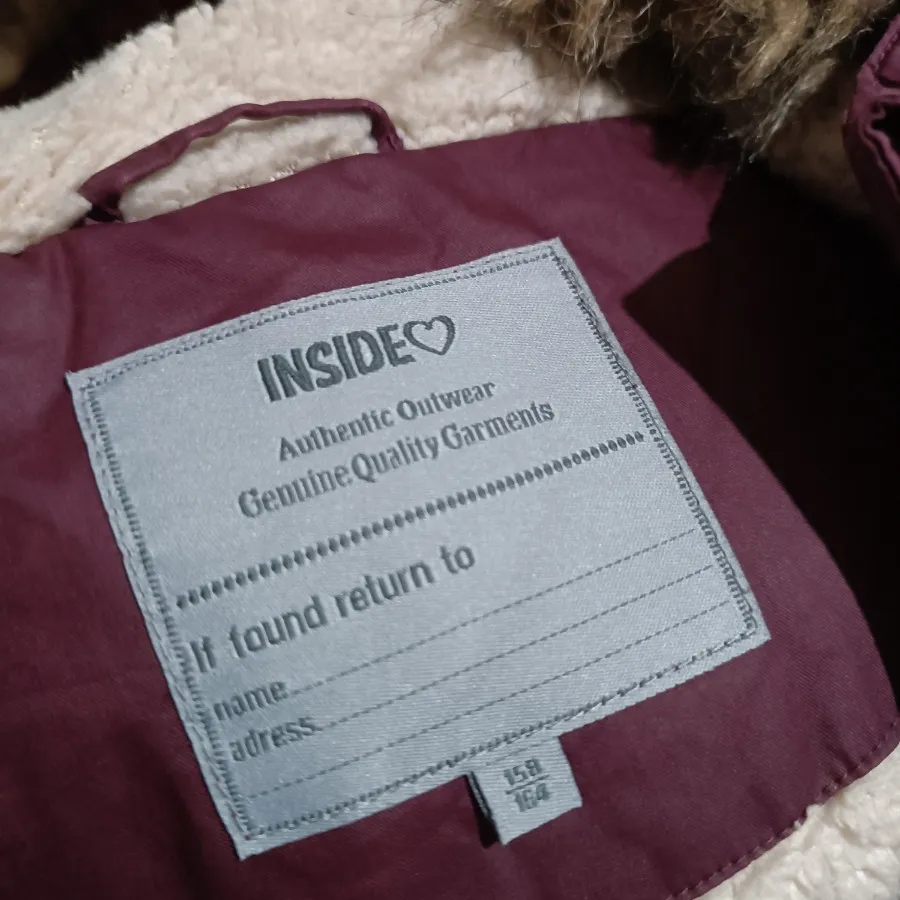 INSIDE♡
Authentic Outwear
Genuine Quality Garments
If found return to
name
adress
158
164